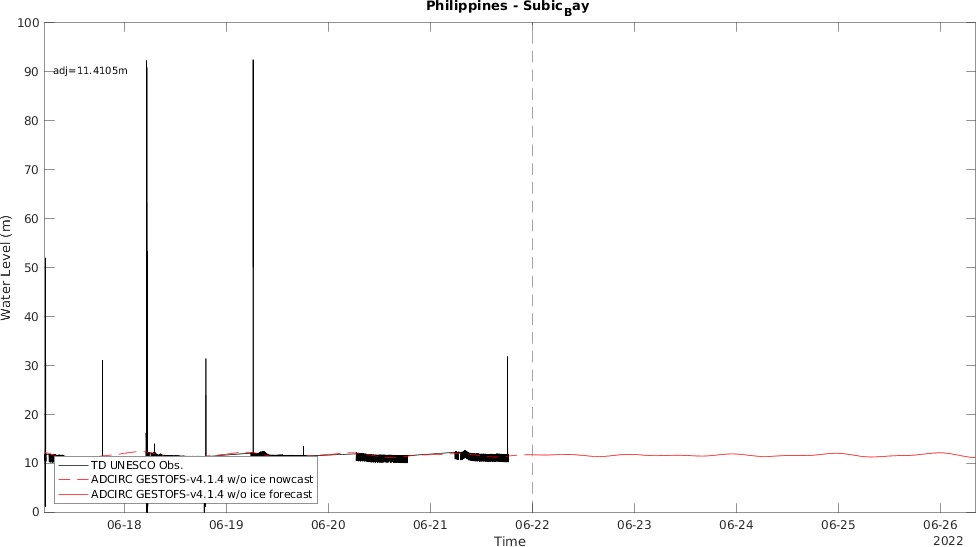 Philippines - Subic_Bay
100
90
80
70
60
50
40
30
20
10
0
Water Level (m)
adj=11.4105m
TD UNESCO Obs.
ADCIRC GESTOFS-v4.1.4 w/o ice nowcast
ADCIRC GESTOFS-v4.1.4 w/o ice forecast
06-18 06-19 06-20 06-21 06-22 06-23 06-24 06-25 06-26
Time
2022